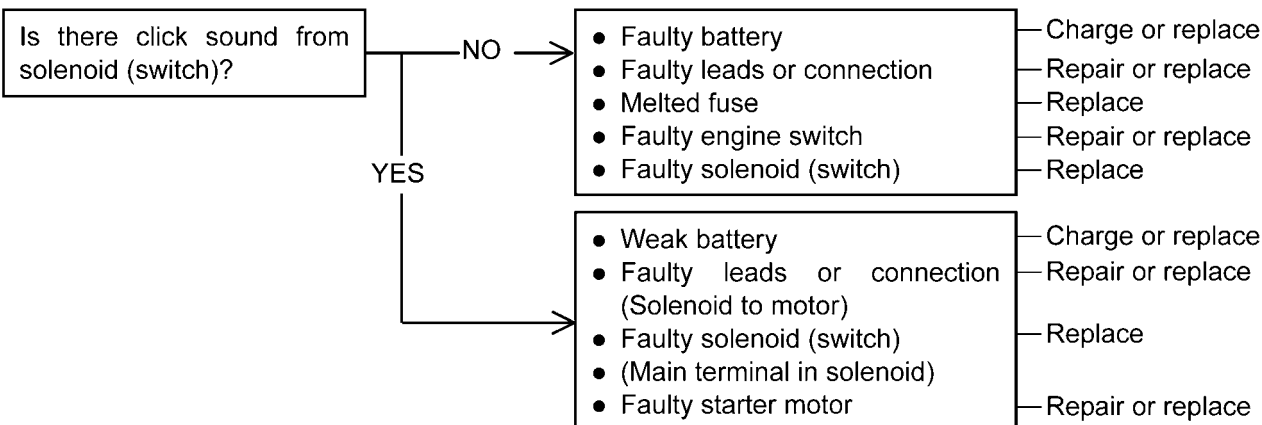 Is there click sound from
solenoid (switch)?
NO
YES
● Faulty battery
Charge or replace
● Faulty leads or connection
Repair or replace
● Melted fuse
Replace
● Faulty engine switch
Repair or replace
● Faulty solenoid (switch)
Replace
● Weak battery
Charge or replace
● Faulty leads or connection
Repair or replace
(Solenoid to motor)
● Faulty solenoid (switch)
Replace
● (Main terminal in solenoid)
● Faulty starter motor
Repair or replace